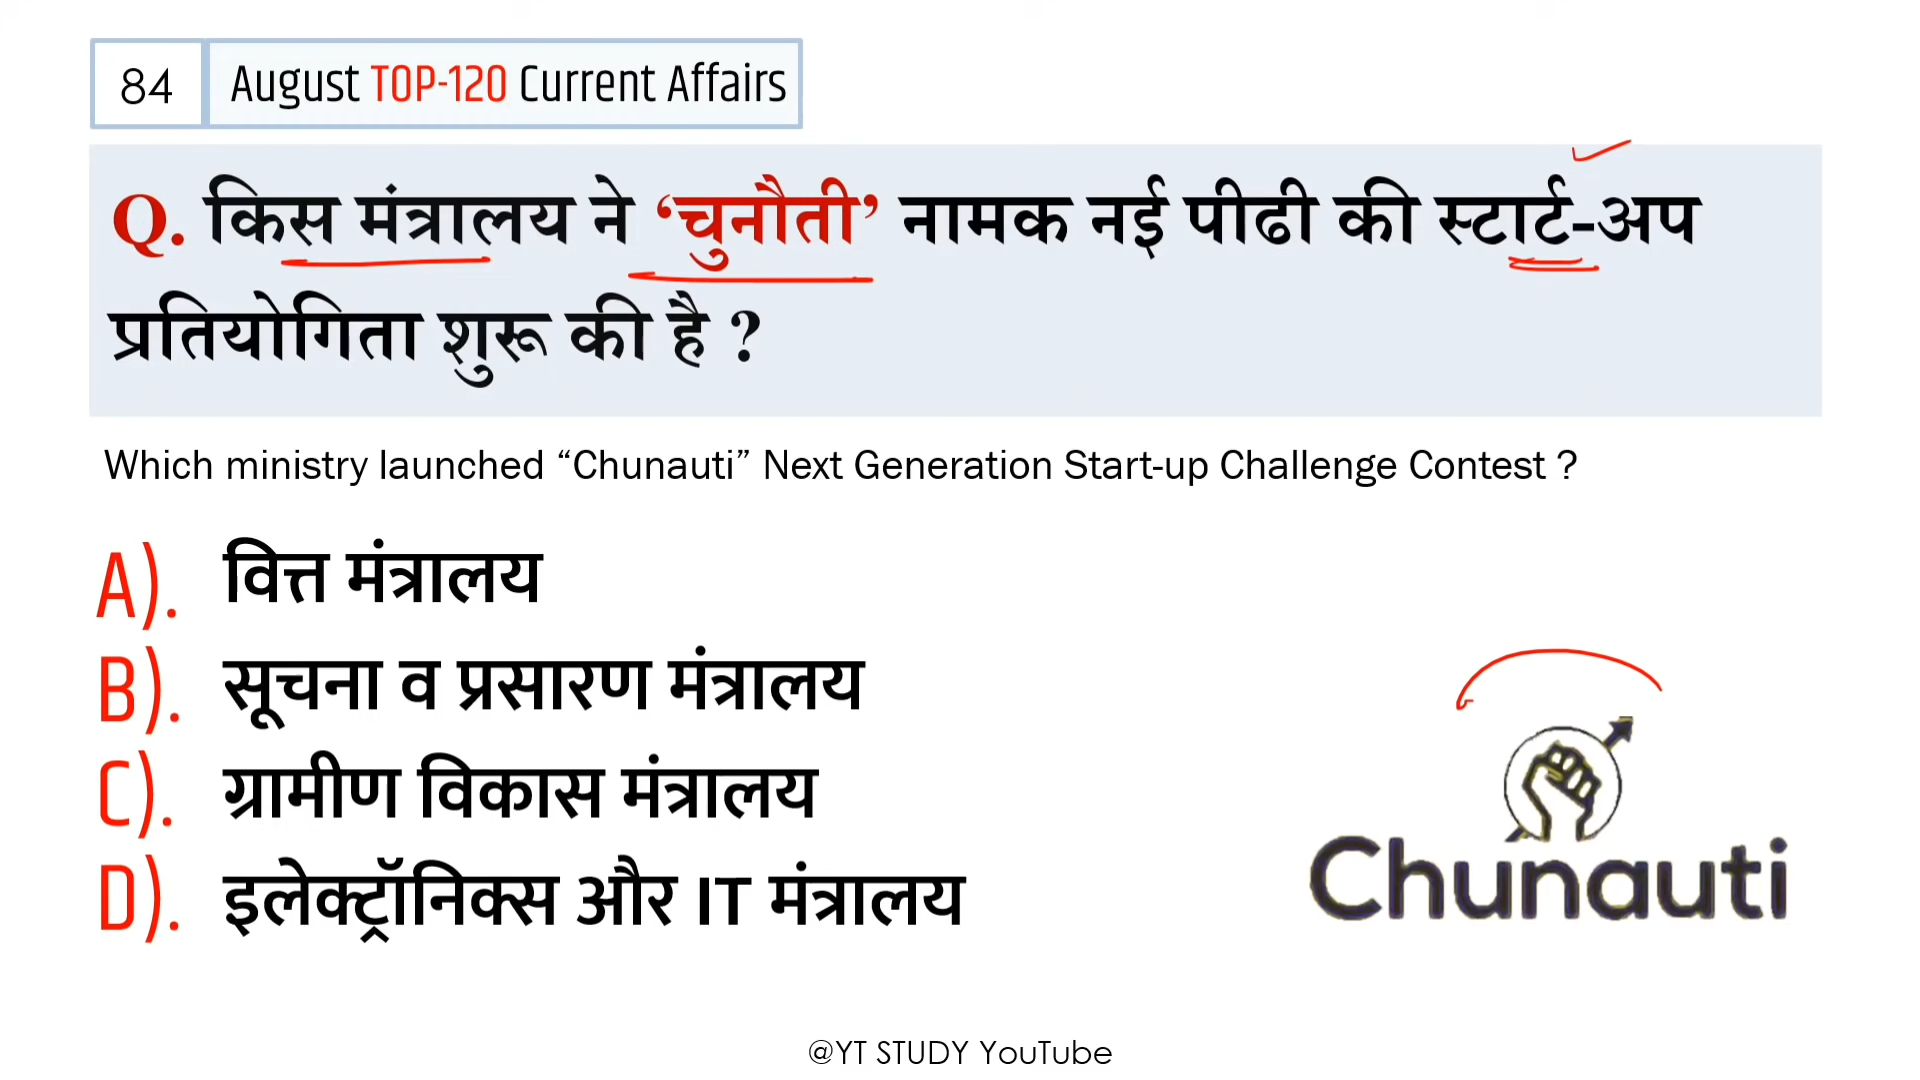 84 August TOP-120 Current Affairs
Q. किस मंत्रालय ने ‘चुनौती’ नामक नई पीढी की स्टार्ट-अप
प्रतियोगिता शुरू की है ?
Which ministry launched “Chunauti” Next Generation Start-up Challenge Contest ?
A). वित्त मंत्रालय
B). सूचना व प्रसारण मंत्रालय
C). ग्रामीण विकास मंत्रालय
D). इलेक्ट्रॉनिक्स और IT मंत्रालय
Chunauti
@YT STUDY YouTube